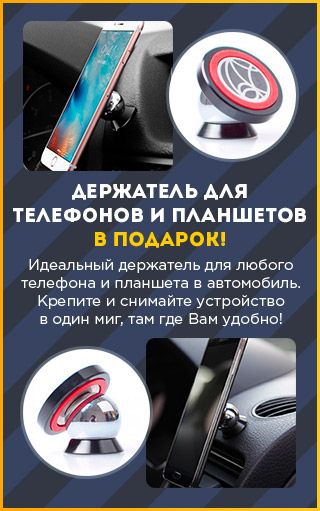 ДЕРЖАТЕЛЬ ДЛЯ
ТЕЛЕФОНОВ И ПЛАНШЕТОВ
В ПОДАРОК!
Идеальный держатель для любого
телефона и планшета в автомобиль.
Крепите и снимайте устройство
в один миг, там где Вам удобно!